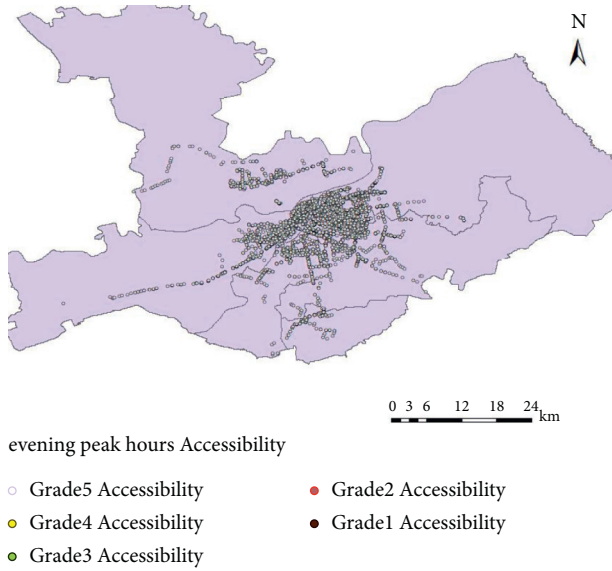 N
0 3 6 12 18 24 km
evening peak hours Accessibility
Grade5 Accessibility
Grade4 Accessibility
Grade3 Accessibility
Grade2 Accessibility
Grade1 Accessibility